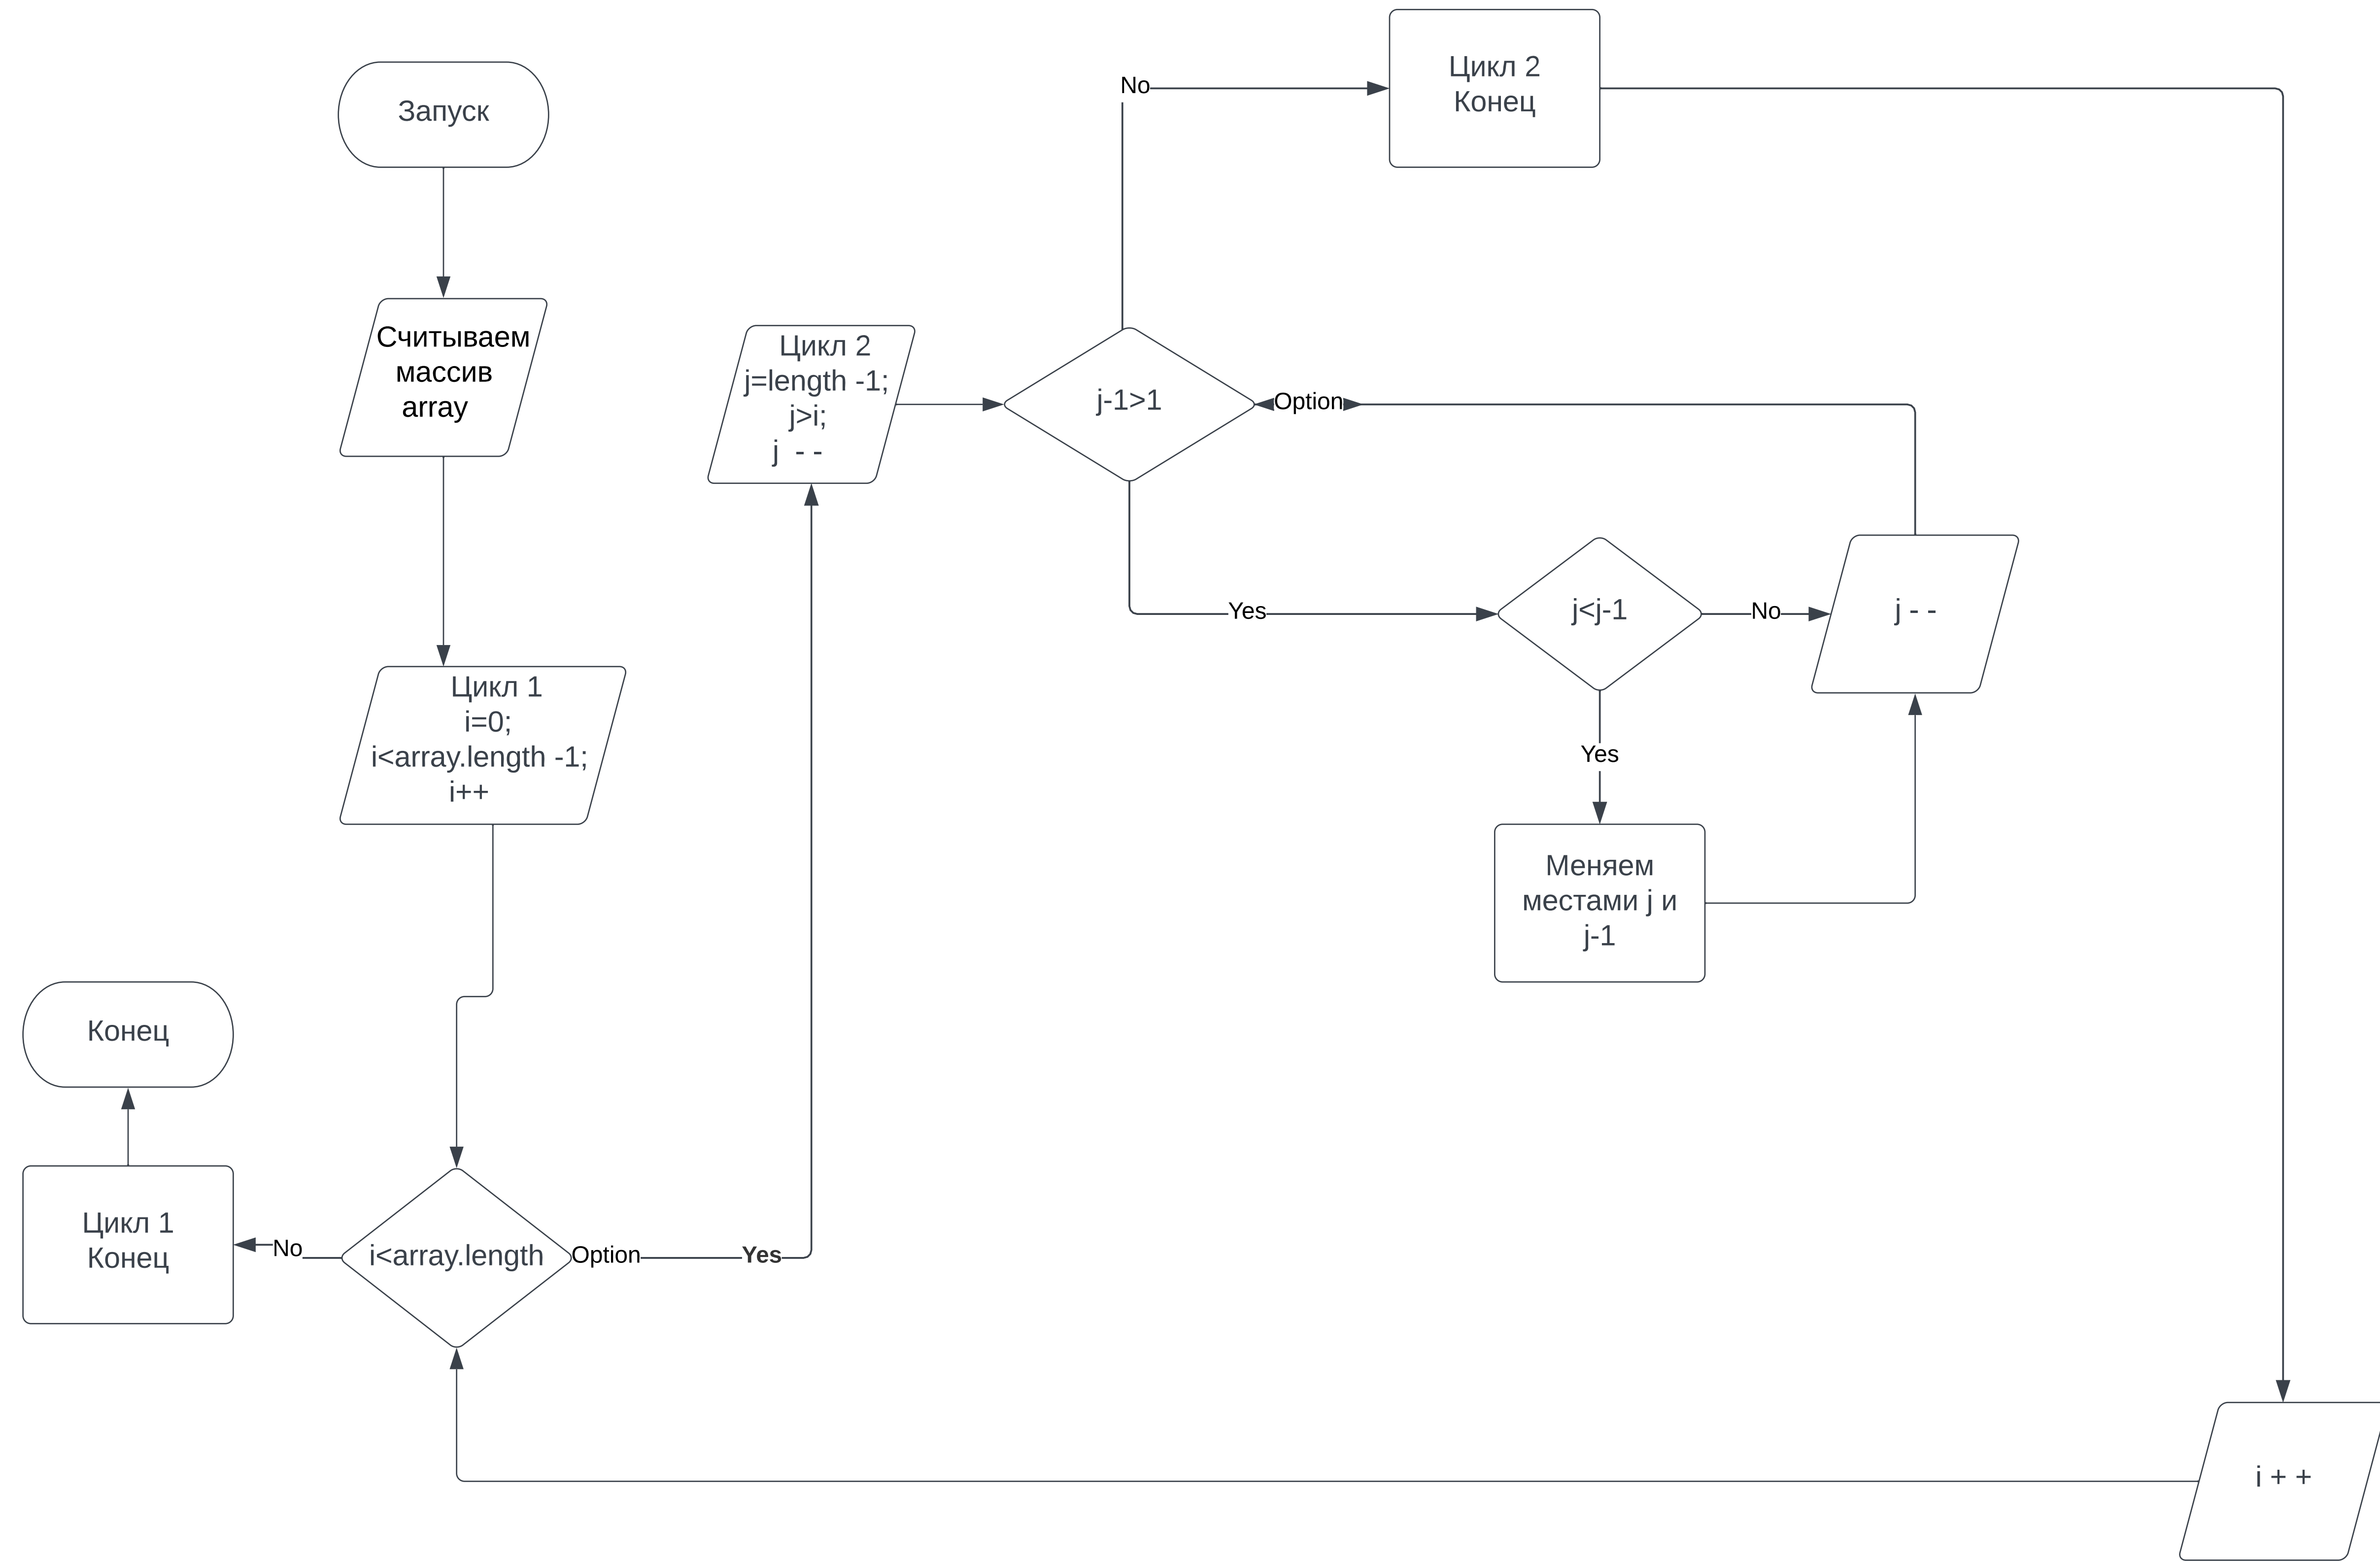 Запуск
Считываем
массив
array
Цикл 1
i=0;
i<array.length -1;
i++
i<array.length
No
Цикл 1
Конец
Конец
Option
Yes
Цикл 2
j=length -1;
j>i;
j - -
j-1>1
No
Цикл 2
Конец
Option
Yes
j<j-1
No
j - -
Yes
Меняем
местами j и
j-1
i + +